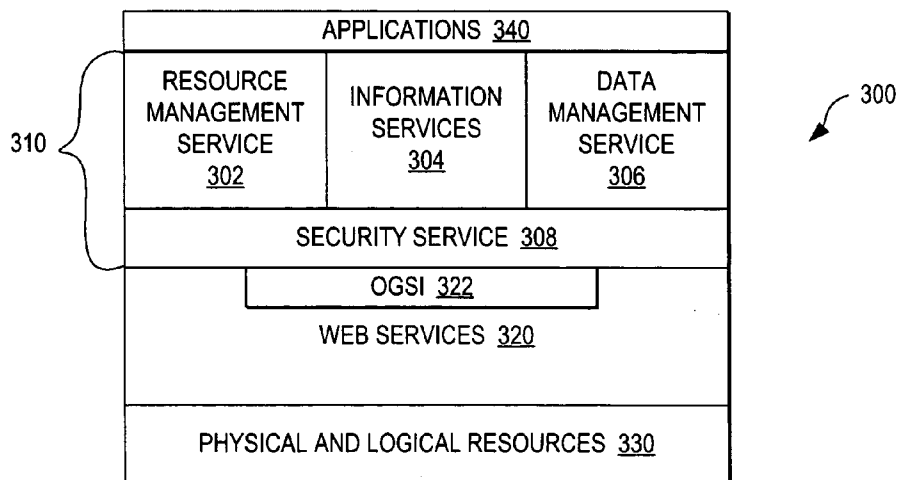 APPLICATIONS 340
RESOURCE
MANAGEMENT
SERVICE
302
INFORMATION
SERVICES
304
DATA
MANAGEMENT
SERVICE
306
300
310
SECURITY SERVICE 308
OGSI 322
WEB SERVICES 320
PHYSICAL AND LOGICAL RESOURCES 330